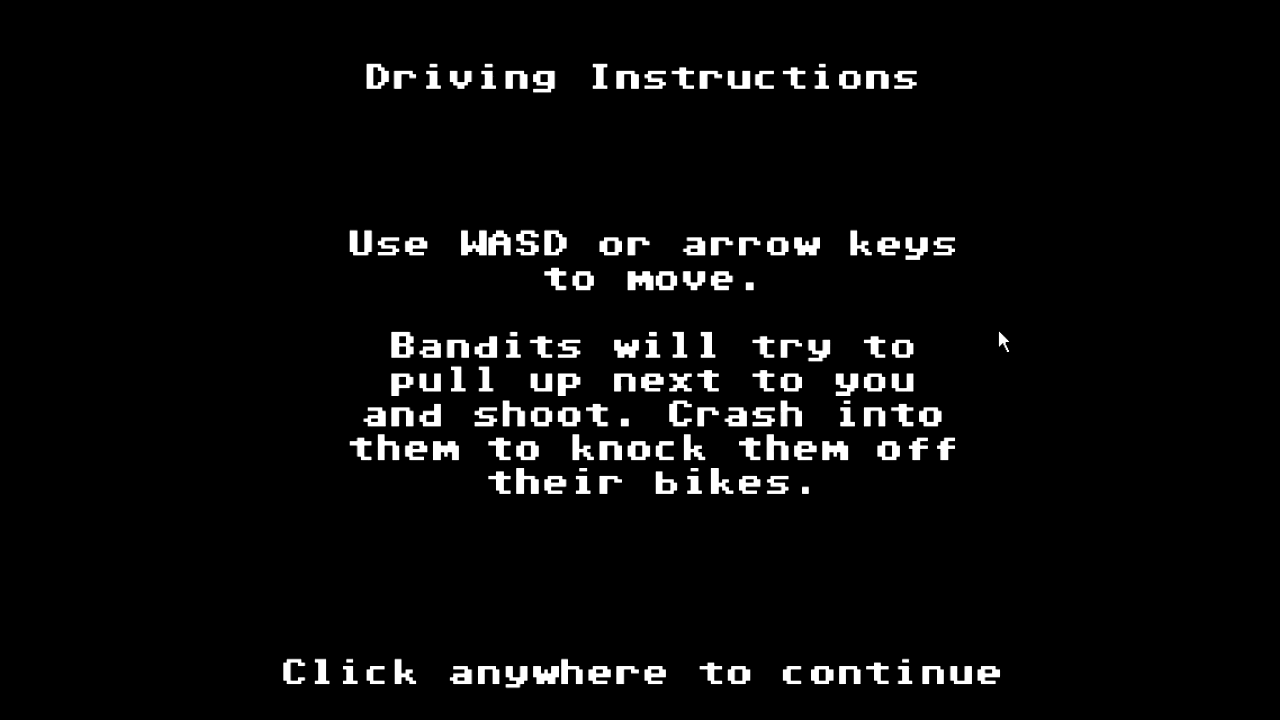 Driving Instructions
Use WASD or arrow keys
to move.
Bandits will try to
pull up next to you
and shoot. Crash into
them to knock them off
their bikes.
Click anywhere to continue